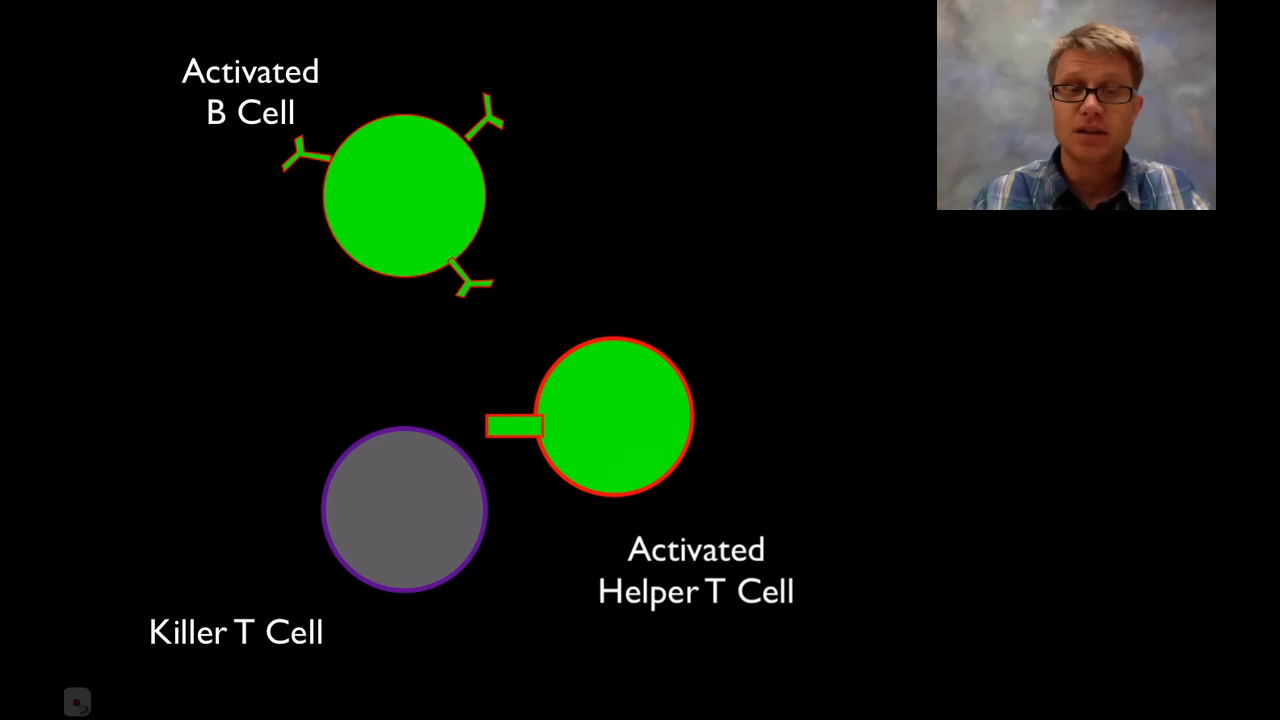 Activated
B Cell
Activated
Helper T Cell
Killer T Cell